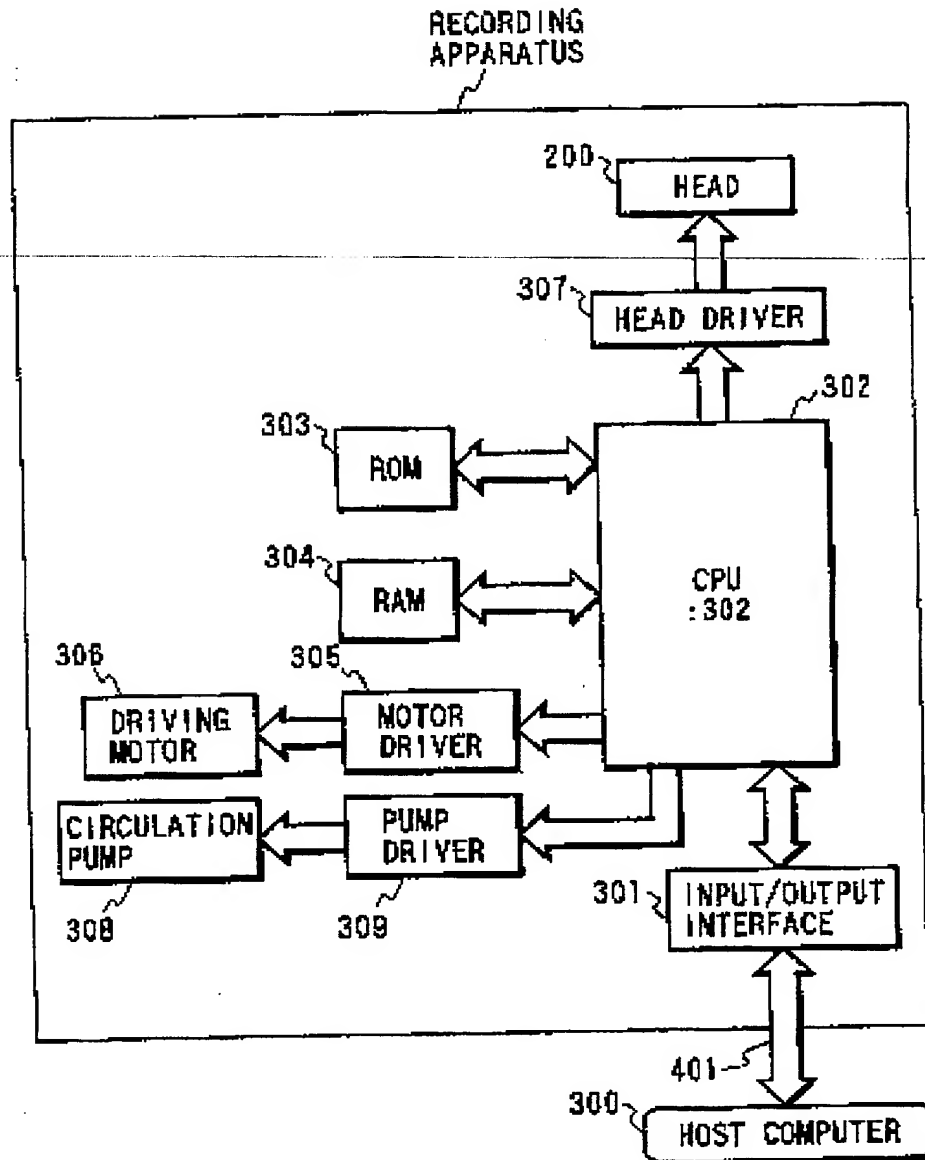 RECORDING
APPARATUS
200
HEAD
307
HEAD DRIVER
302
303
ROM
304
RAM
CPU
:302
306
305
DRIVING
MOTOR
MOTOR
DRIVER
CIRCULATION
PUMP
PUMP
DRIVER
308
309
301
INPUT/OUTPUT
INTERFACE
401
300
HOST COMPUTER